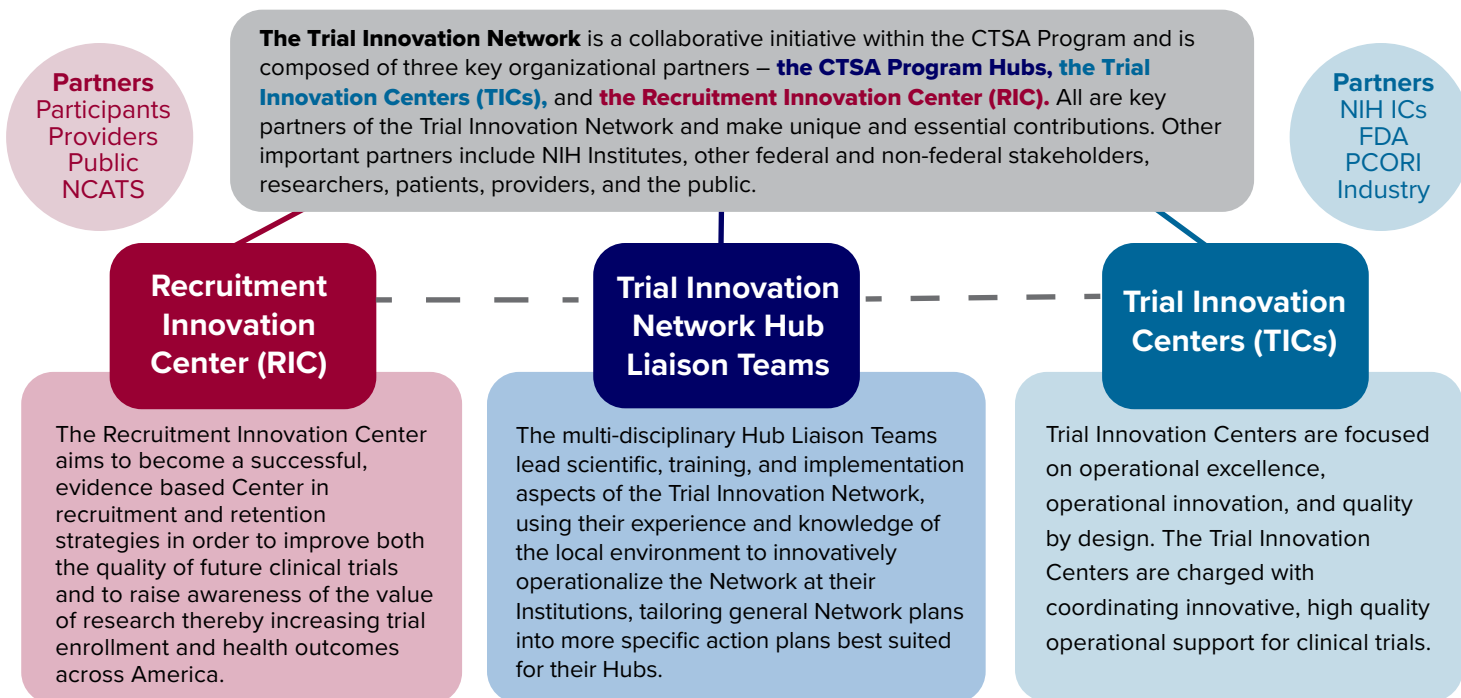 The Trial Innovation Network is a collaborative initiative within the CTSA Program and is
composed of three key organizational partners – the CTSA Program Hubs, the Trial
Innovation Centers (TICs), and the Recruitment Innovation Center (RIC). All are key
partners of the Trial Innovation Network and make unique and essential contributions. Other
important partners include NIH Institutes, other federal and non-federal stakeholders,
researchers, patients, providers, and the public.
Partners
Participants
Providers
Public
NCATS
Partners
NIH ICs
FDA
PCORI
Industry
Recruitment
Innovation
Center (RIC)
The Recruitment Innovation Center
aims to become a successful,
evidence based Center in
recruitment and retention
strategies in order to improve both
the quality of future clinical trials
and to raise awareness of the value
of research thereby increasing trial
enrollment and health outcomes
across America.
Trial Innovation
Network Hub
Liaison Teams
The multi-disciplinary Hub Liaison Teams
lead scientific, training, and implementation
aspects of the Trial Innovation Network,
using their experience and knowledge of
the local environment to innovatively
operationalize the Network at their
Institutions, tailoring general Network plans
into more specific action plans best suited
for their Hubs.
Trial Innovation
Centers (TICs)
Trial Innovation Centers are focused
on operational excellence,
operational innovation, and quality
by design. The Trial Innovation
Centers are charged with
coordinating innovative, high quality
operational support for clinical trials.